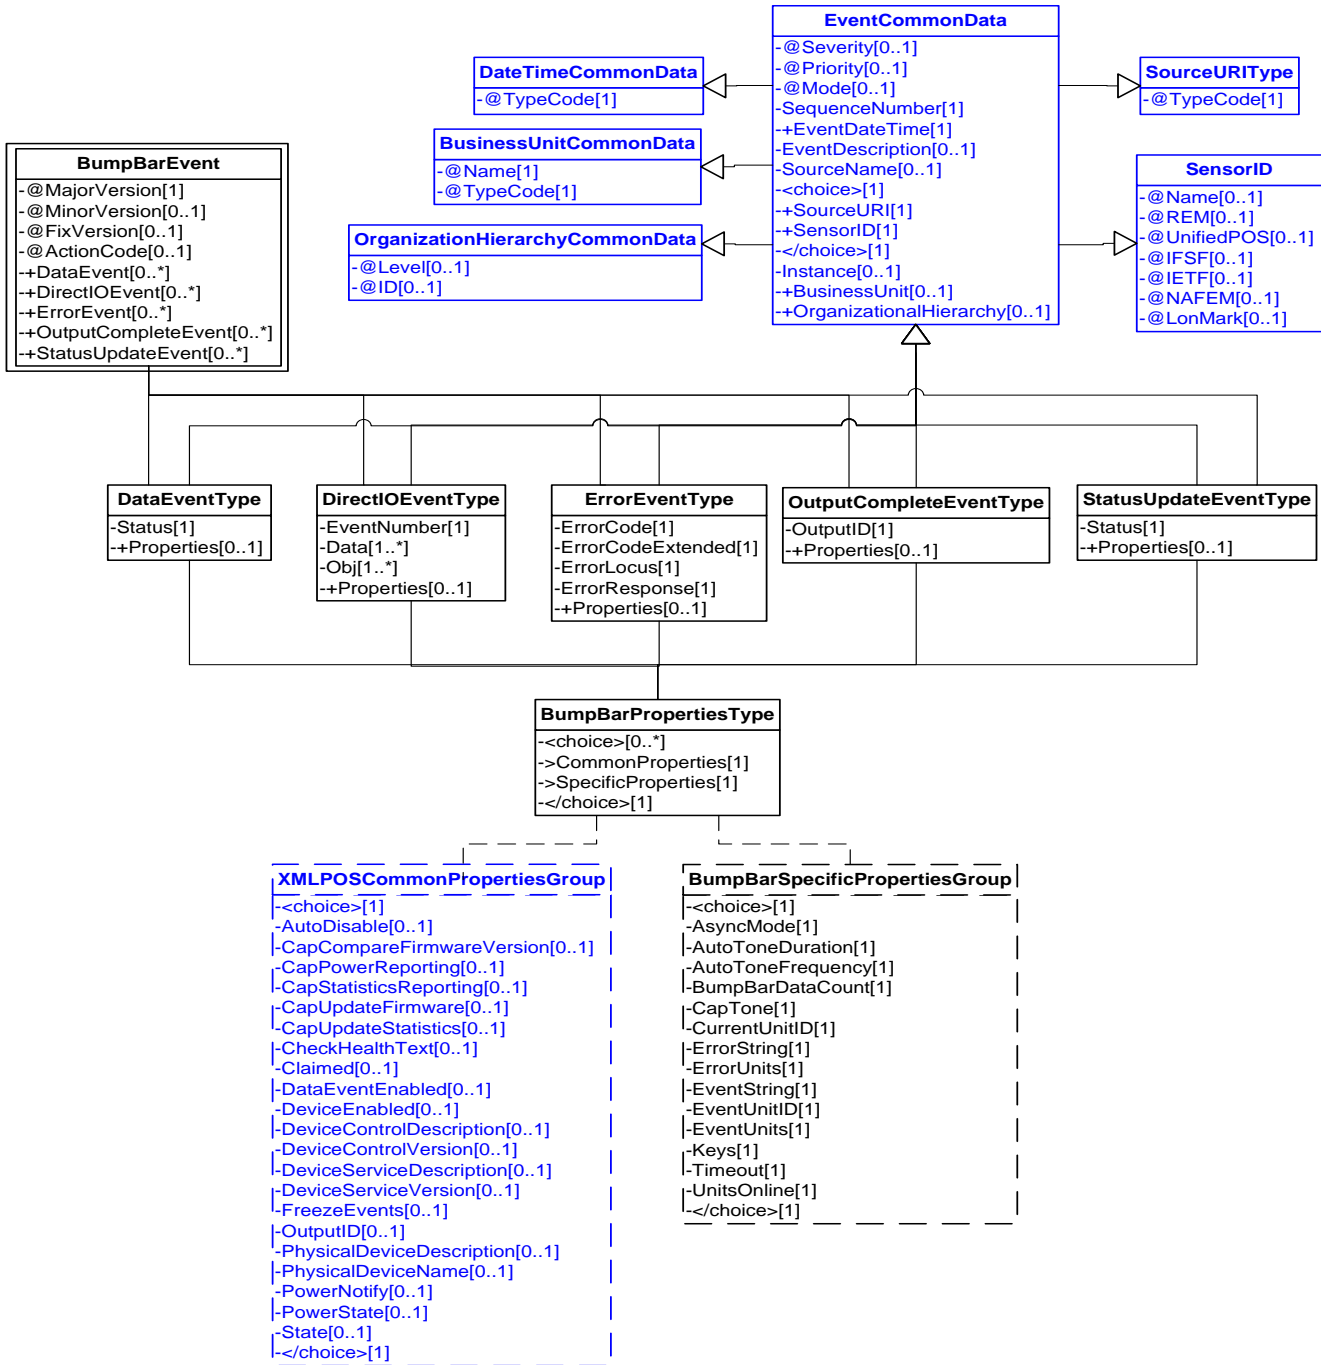 EventCommonData
-@Severity[0..1]
-@Priority[0..1]
-@Mode[0..1]
-SequenceNumber[1]
-+EventDateTime[1]
-EventDescription[0..1]
-SourceName[0..1]
-<choice>[1]
-+SourceURI[1]
-+SensorID[1]
-</choice>[1]
-Instance[0..1]
-+BusinessUnit[0..1]
-+OrganizationalHierarchy[0..1]
DateTimeCommonData
-@TypeCode[1]
SourceURIType
-@TypeCode[1]
BusinessUnitCommonData
-@Name[1]
-@TypeCode[1]
BumpBarEvent
-@MajorVersion[1]
-@MinorVersion[0..1]
-@FixVersion[0..1]
-@ActionCode[0..1]
-+DataEvent[0..*]
-+DirectIOEvent[0..*]
-+ErrorEvent[0..*]
-+OutputCompleteEvent[0..*]
-+StatusUpdateEvent[0..*]
SensorID
-@Name[0..1]
-@REM[0..1]
-@UnifiedPOS[0..1]
-@IFSF[0..1]
-@IETF[0..1]
-@NAFEM[0..1]
-@LonMark[0..1]
OrganizationHierarchyCommonData
-@Level[0..1]
-@ID[0..1]
DataEventType
-Status[1]
-+Properties[0..1]
DirectIOEventType
-EventNumber[1]
-Data[1..*]
-Obj[1..*]
-+Properties[0..1]
ErrorEventType
-ErrorCode[1]
-ErrorCodeExtended[1]
-ErrorLocus[1]
-ErrorResponse[1]
-+Properties[0..1]
OutputCompleteEventType
-OutputID[1]
-+Properties[0..1]
StatusUpdateEventType
-Status[1]
-+Properties[0..1]
BumpBarPropertiesType
-<choice>[0..*]
->CommonProperties[1]
->SpecificProperties[1]
-</choice>[1]
XMLPOSCommonPropertiesGroup
-<choice>[1]
-AutoDisable[0..1]
-CapCompareFirmwareVersion[0..1]
-CapPowerReporting[0..1]
-CapStatisticsReporting[0..1]
-CapUpdateFirmware[0..1]
-CapUpdateStatistics[0..1]
-CheckHealthText[0..1]
-Claimed[0..1]
-DataEventEnabled[0..1]
-DeviceEnabled[0..1]
-DeviceControlDescription[0..1]
-DeviceControlVersion[0..1]
-DeviceServiceDescription[0..1]
-DeviceServiceVersion[0..1]
-FreezeEvents[0..1]
-OutputID[0..1]
-PhysicalDeviceDescription[0..1]
-PhysicalDeviceName[0..1]
-PowerNotify[0..1]
-PowerState[0..1]
-State[0..1]
-</choice>[1]
BumpBarSpecificPropertiesGroup
-<choice>[1]
-AsyncMode[1]
-AutoToneDuration[1]
-AutoToneFrequency[1]
-BumpBarDataCount[1]
-CapTone[1]
-CurrentUnitID[1]
-ErrorString[1]
-ErrorUnits[1]
-EventString[1]
-EventUnitID[1]
-EventUnits[1]
-Keys[1]
-Timeout[1]
-UnitsOnline[1]
-</choice>[1]